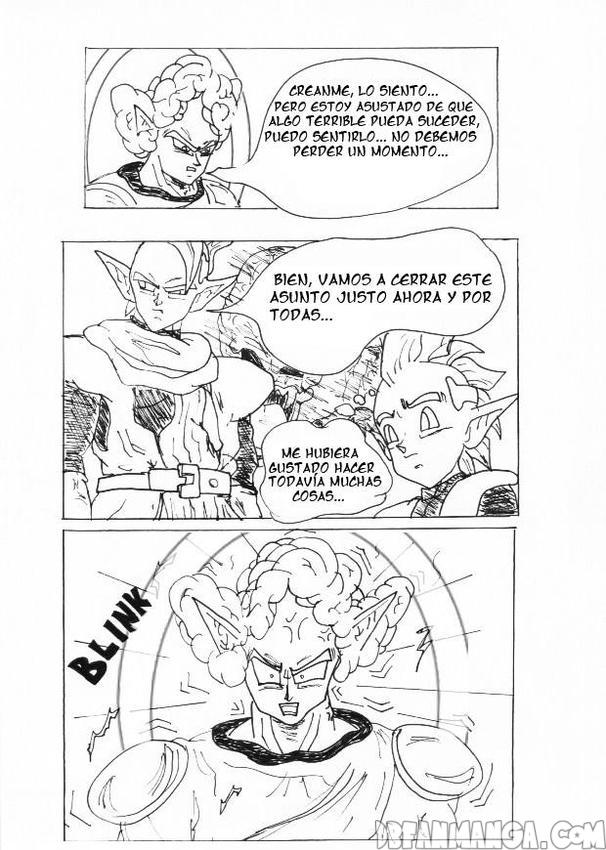 CREANME, LO SIENTO...
PERO ESTOY ASUSTADO DE QUE
ALGO TERRIBLE PUEDA SUCEDER,
PUEDO SENTIRLO... NO DEBEMOS
PERDER UN MOMENTO...
BIEN, VAMOS A CERRAR ESTE
ASUNTO JUSTO AHORA Y POR
TODAS...
ME HUBIERA
GUSTADO HACER
TODAVÍA MUCHAS
COSAS...
BLINK
DBFANMANGA.COM